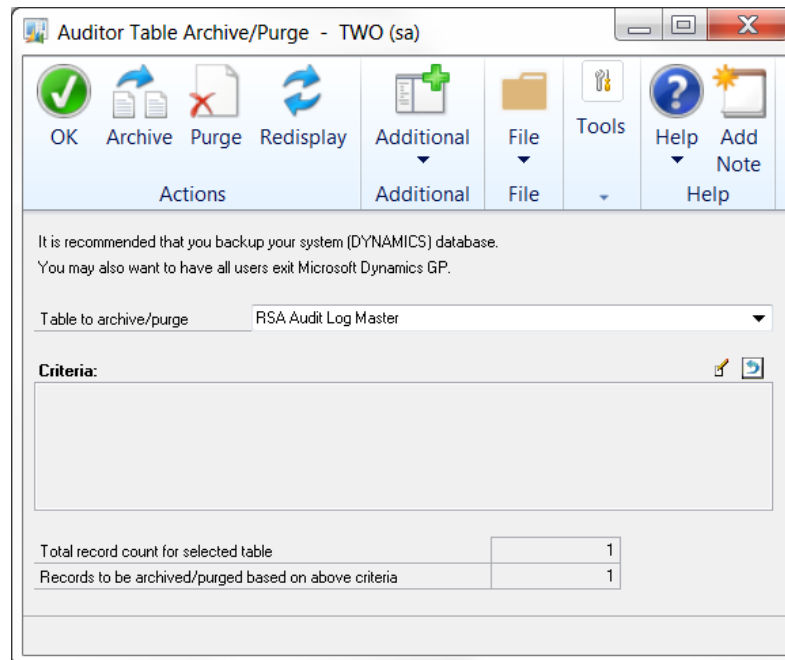 Auditor Table Archive/Purge - TWO (sa)
OK Archive Purge Redisplay Additional File Tools Help Add Note
Actions Additional File Help
It is recommended that you backup your system (DYNAMICS) database.
You may also want to have all users exit Microsoft Dynamics GP.
Table to archive/purge RSA Audit Log Master
Criteria:
Total record count for selected table 1
Records to be archived/purged based on above criteria 1